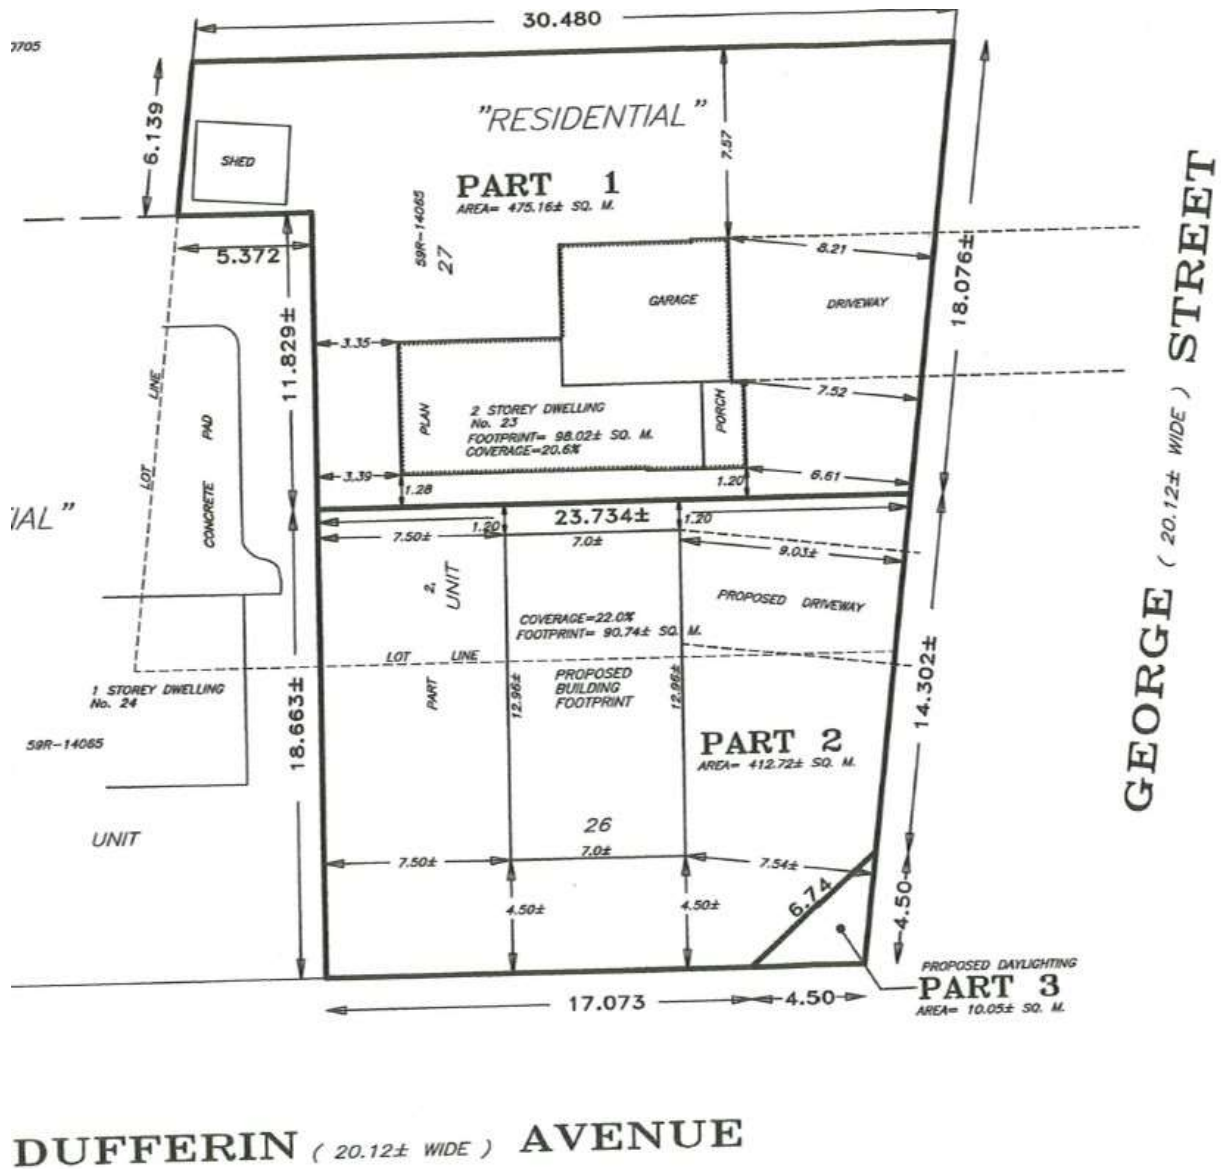 30.480
0705
6.139
"RESIDENTIAL"
7.57
SHED
PART 1
AREA= 475.16± SQ. M.
59R-14065
27
5.372
8.21
18.076±
GARAGE
DRIVEWAY
11.829±
3.35
7.52
LOT LINE
CONCRETE PAD
PLAN
2 STOREY DWELLING
No. 23
FOOTPRINT= 98.02± SQ. M.
COVERAGE=20.6%
PORCH
3.39
1.28
1.20
6.61
IAL"
23.734±
1.20
1.20
7.50±
7.0±
9.03±
2,
UNIT
PROPOSED DRIVEWAY
COVERAGE=22.0%
FOOTPRINT= 90.74± SQ. M.
LOT LINE
PART
12.96±
PROPOSED
BUILDING
FOOTPRINT
12.96±
14.302±
1 STOREY DWELLING
No. 24
18.663±
59R-14065
PART 2
AREA= 412.72± SQ. M.
UNIT
26
7.50±
7.0±
7.54±
4.50±
4.50±
6.74
4.50
PROPOSED DAYLIGHTING
PART 3
AREA= 10.05± SQ. M.
17.073
4.50
GEORGE ( 20.12± WIDE ) STREET
DUFFERIN ( 20.12± WIDE ) AVENUE